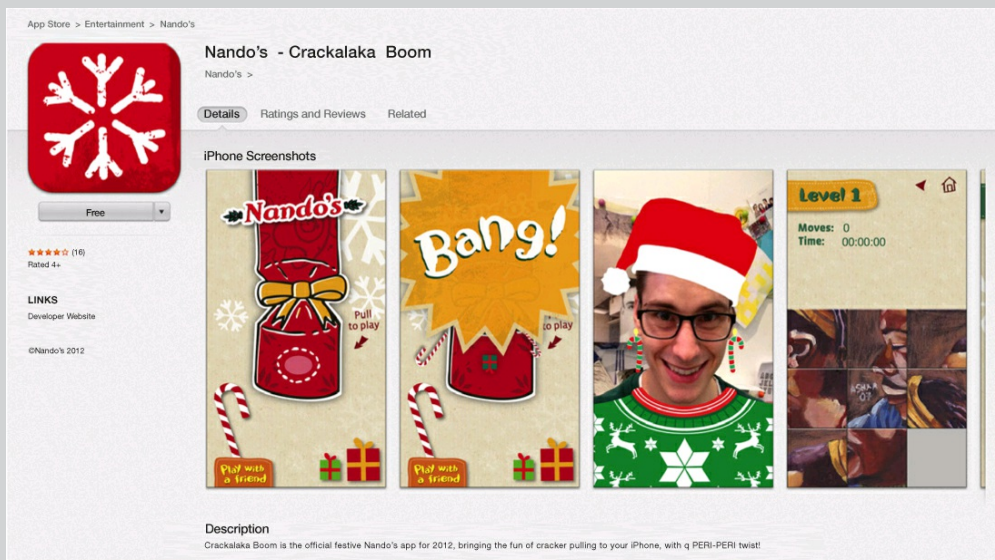 App Store > Entertainment > Nando's
Nando's - Crackalaka Boom
Nando's >
Details Ratings and Reviews Related
Free
(16)
Rated 4+
LINKS
Developer Website
©Nando's 2012
iPhone Screenshots
Nando's
Pull
to play
Play with
a friend
Bang!
to play
Play with
a friend
Level 1
Moves: 0
Time: 00:00:00
Description
Crackalaka Boom is the official festive Nando's app for 2012, bringing the fun of cracker pulling to your iPhone, with q PERI-PERI twist!